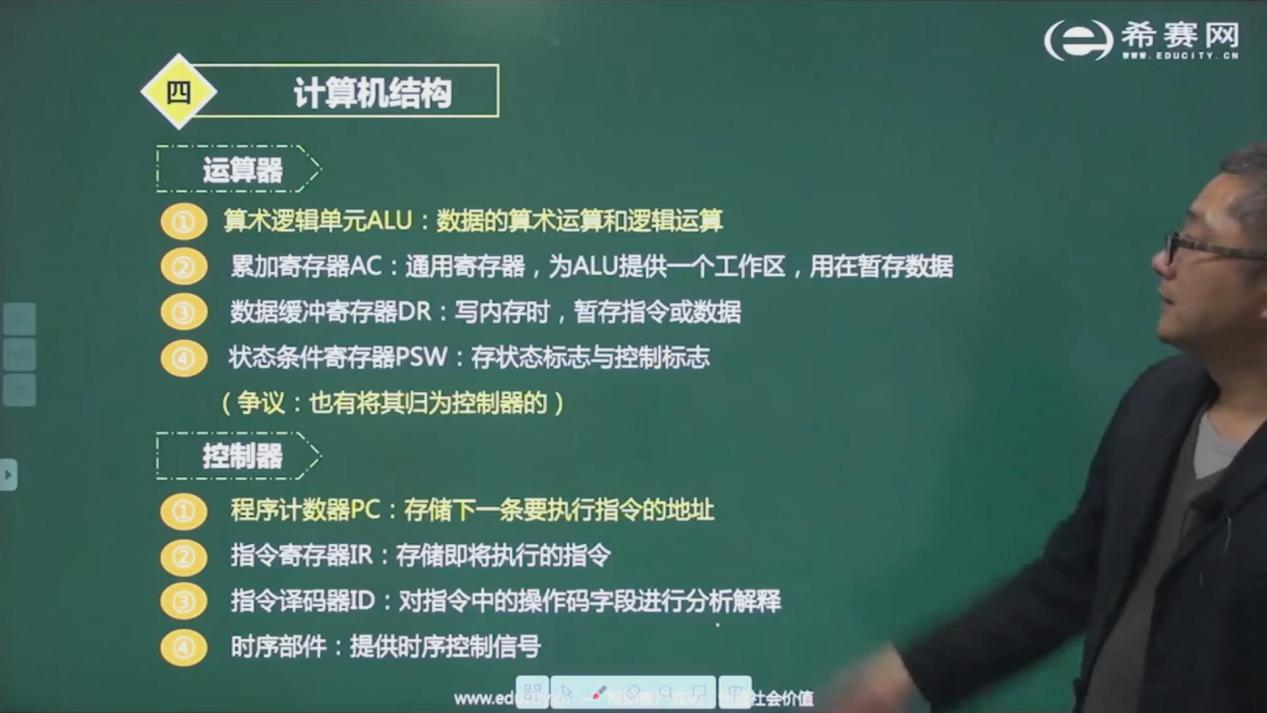 希赛网
WWW.EDUCITY.CN
四 计算机结构
运算器
① 算术逻辑单元ALU：数据的算术运算和逻辑运算
② 累加寄存器AC：通用寄存器，为ALU提供一个工作区，用在暂存数据
③ 数据缓冲寄存器DR：写内存时，暂存指令或数据
④ 状态条件寄存器PSW：存状态标志与控制标志
（争议：也有将其归为控制器的）
控制器
① 程序计数器PC：存储下一条要执行指令的地址
② 指令寄存器IR：存储即将执行的指令
③ 指令译码器ID：对指令中的操作码字段进行分析解释
④ 时序部件：提供时序控制信号
社会价值